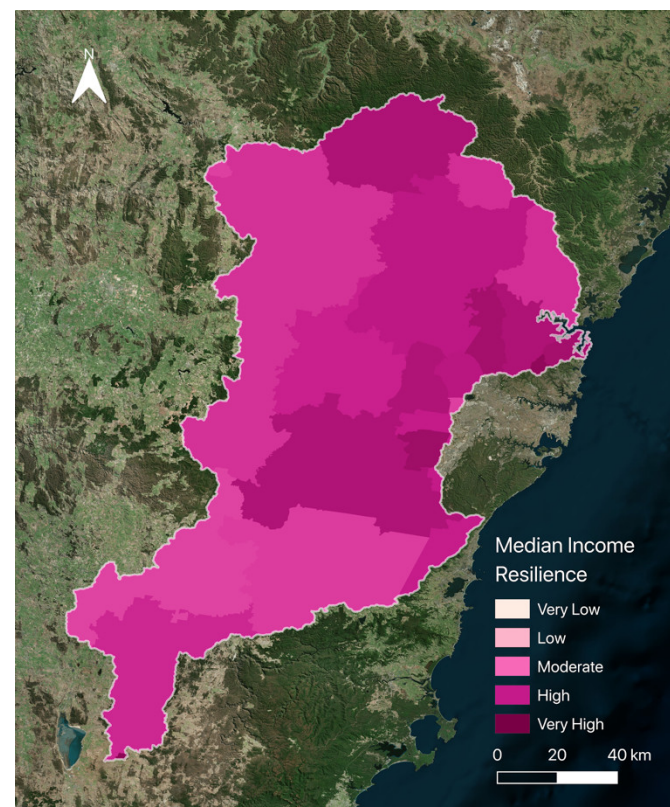 N
Median Income
Resilience
Very Low
Low
Moderate
High
Very High
0 20 40 km